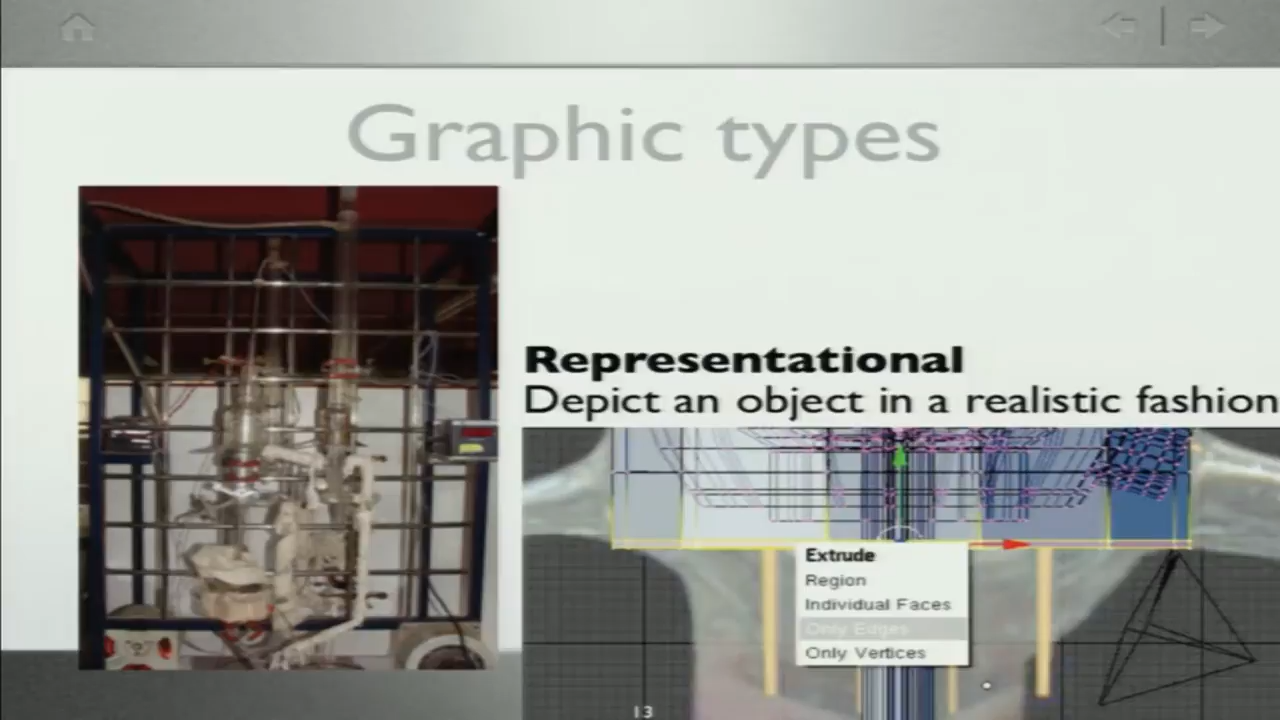 Graphic types
Representational
Depict an object in a realistic fashion
Extrude
Region
Individual Faces
Only Edges
Only Vertices
13